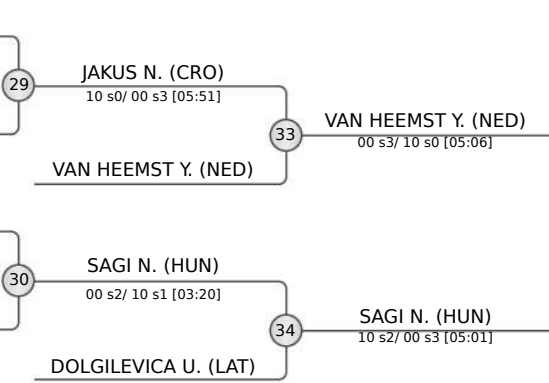 JAKUS N. (CRO)
29
10 s0/ 00 s3 [05:51]
VAN HEEMST Y. (NED)
33
00 s3/ 10 s0 [05:06]
VAN HEEMST Y. (NED)
SAGI N. (HUN)
30
00 s2/ 10 s1 [03:20]
SAGI N. (HUN)
34
10 s2/ 00 s3 [05:01]
DOLGILEVICA U. (LAT)